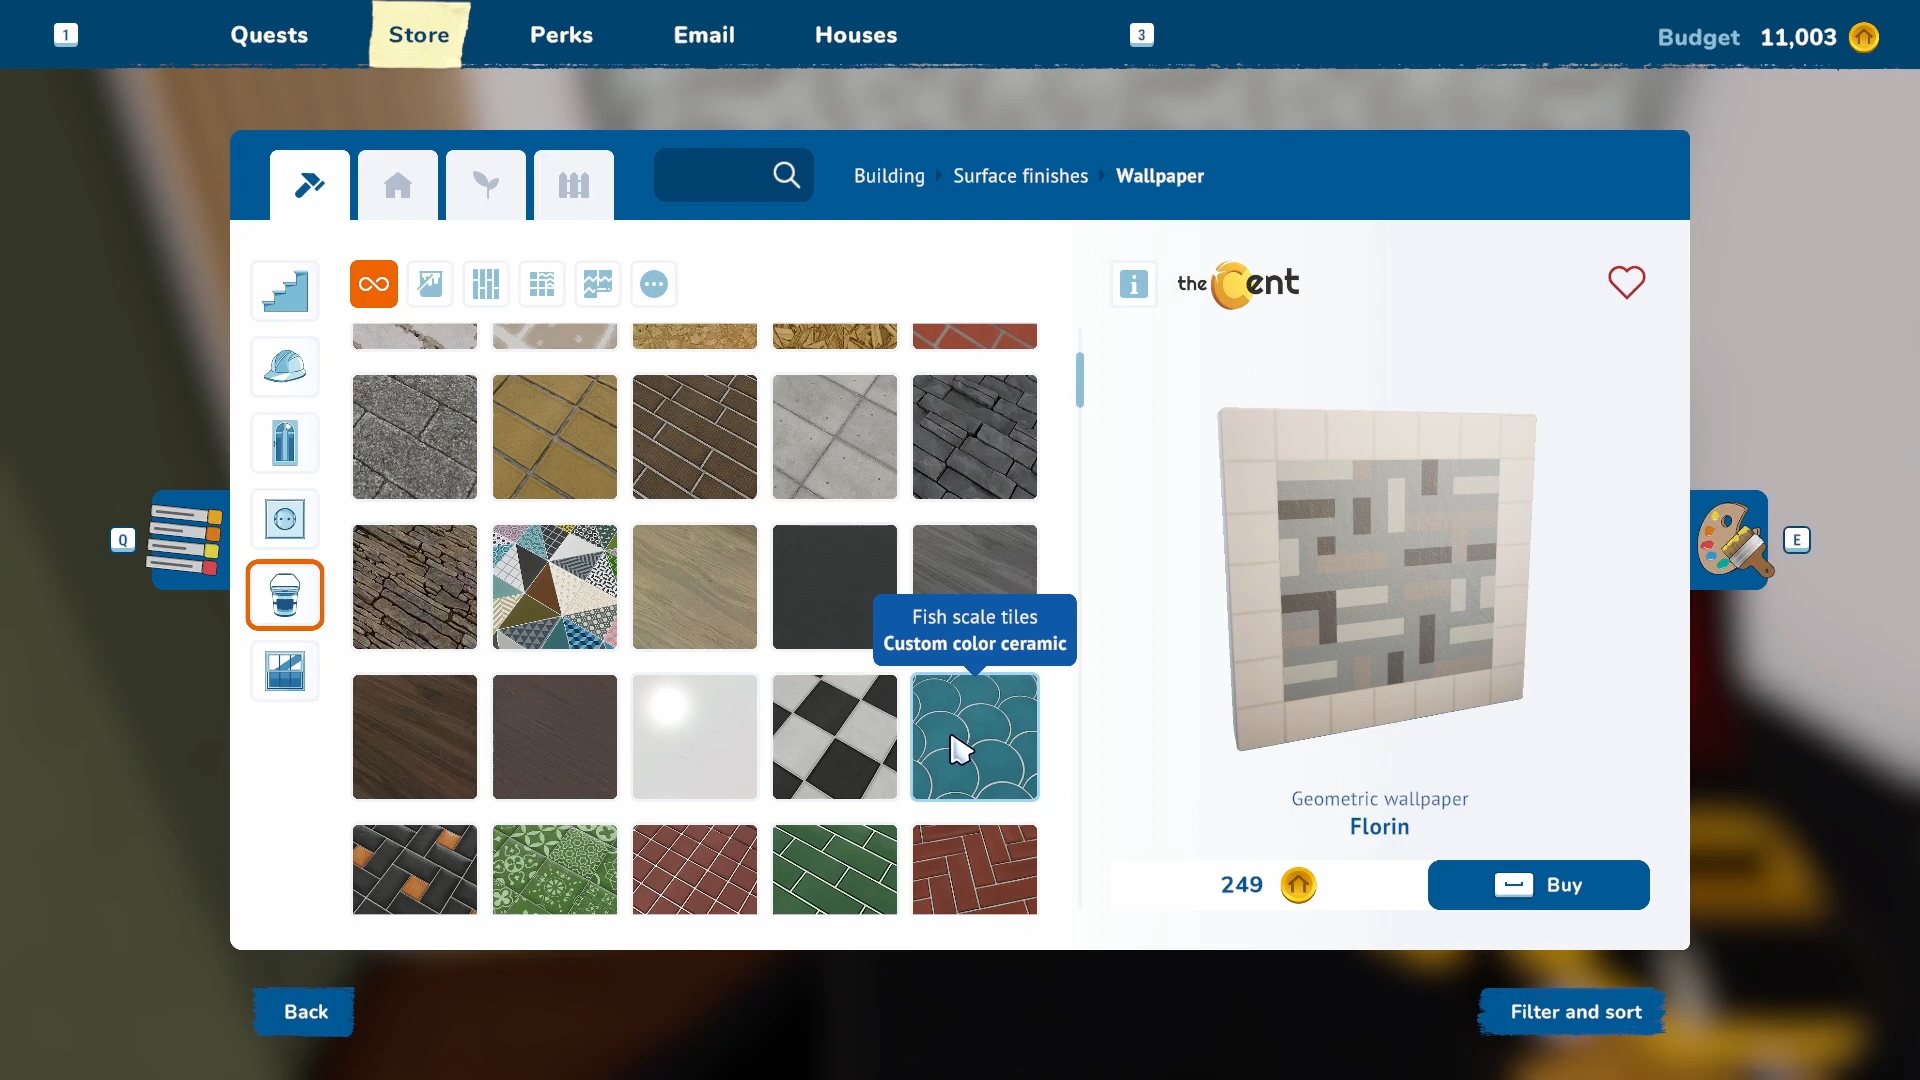 1
Quests
Store
Perks
Email
Houses
3
Budget 11,003
Building
Surface finishes
Wallpaper
the Cent
Q
E
Fish scale tiles
Custom color ceramic
Geometric wallpaper
Florin
249
Buy
Back
Filter and sort